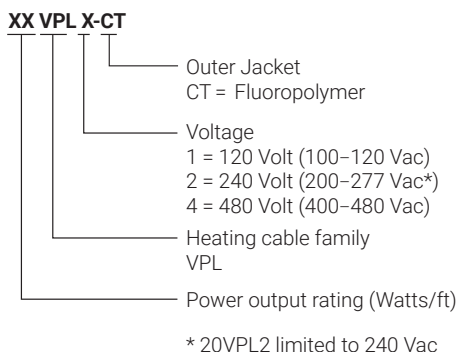 XX VPL X-CT
Outer Jacket
CT = Fluoropolymer
Voltage
1 = 120 Volt (100–120 Vac)
2 = 240 Volt (200–277 Vac*)
4 = 480 Volt (400–480 Vac)
Heating cable family
VPL
Power output rating (Watts/ft)
* 20VPL2 limited to 240 Vac